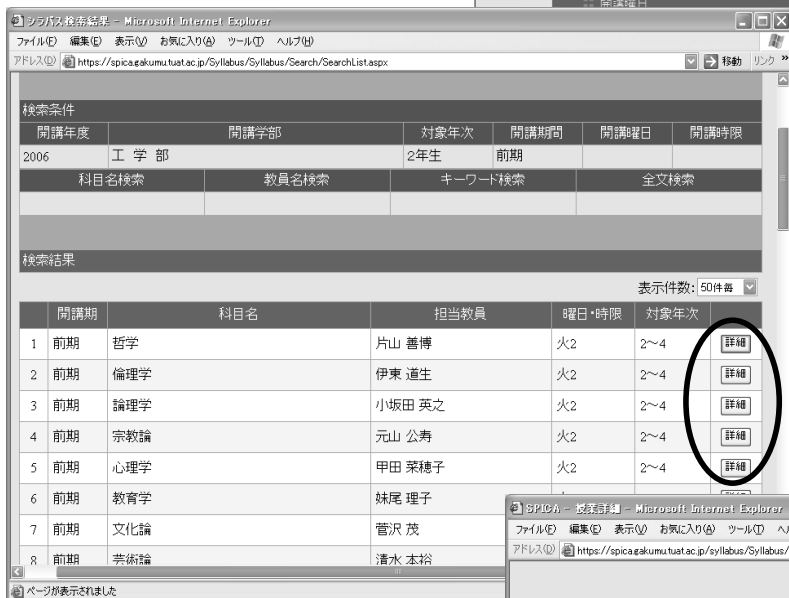 開講曜日
シラバス検索結果 - Microsoft Internet Explorer
ファイル(F) 編集(E) 表示(V) お気に入り(A) ツール(T) ヘルプ(H)
アドレス(D) https://spica.gakumu.tuat.ac.jp/Syllabus/Syllabus/Search/SearchList.aspx 移動 リンク »
検索条件
開講年度 開講学部 対象年次 開講期間 開講曜日 開講時限
2006 工 学 部 2年生 前期
科目名検索 教員名検索 キーワード検索 全文検索
検索結果
表示件数: 50件毎
開講期 科目名 担当教員 曜日・時限 対象年次
1 前期 哲学 片山 善博 火2 2～4 詳細
2 前期 倫理学 伊東 道生 火2 2～4 詳細
3 前期 論理学 小坂田 英之 火2 2～4 詳細
4 前期 宗教論 元山 公寿 火2 2～4 詳細
5 前期 心理学 甲田 菜穂子 火2 2～4 詳細
6 前期 教育学 妹尾 理子
7 前期 文化論 菅沢 茂
8 前期 芸術論 清水 本裕
ページが表示されました
SPICA - 授業詳細 - Microsoft Internet Explorer
ファイル(F) 編集(E) 表示(V) お気に入り(A) ツール(T)
アドレス(D) https://spica.gakumu.tuat.ac.jp/syllabus/Syllabus/